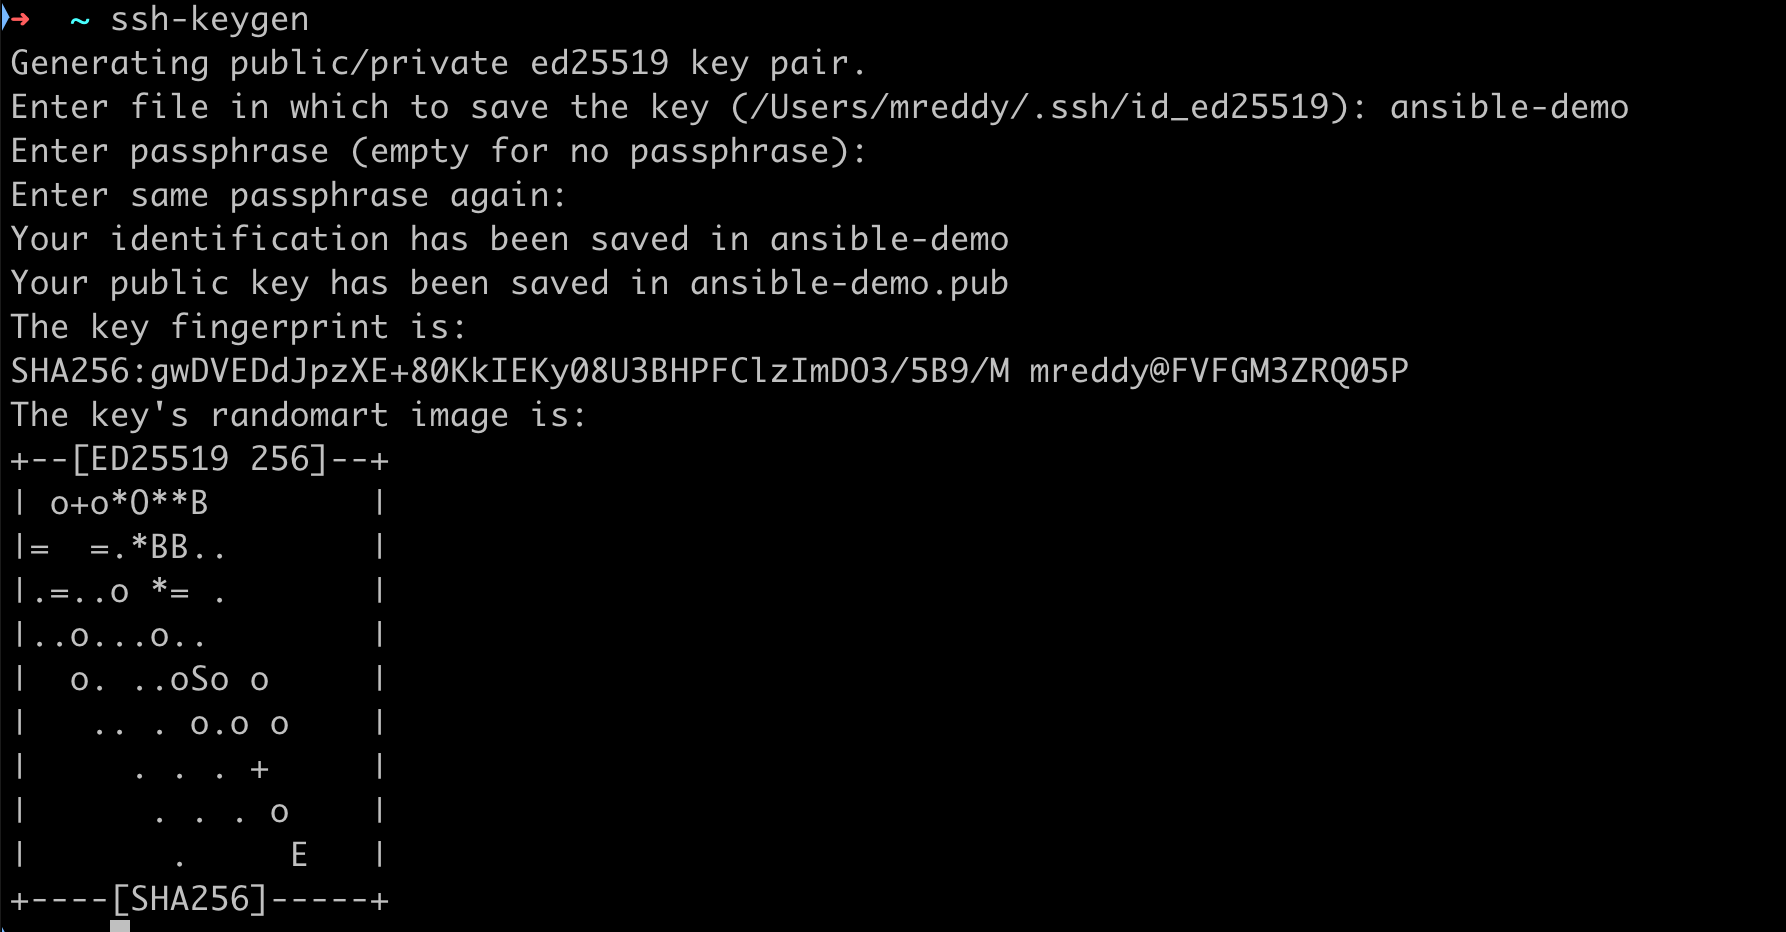 ➜  ~ ssh-keygen
Generating public/private ed25519 key pair.
Enter file in which to save the key (/Users/mreddy/.ssh/id_ed25519): ansible-demo
Enter passphrase (empty for no passphrase):
Enter same passphrase again:
Your identification has been saved in ansible-demo
Your public key has been saved in ansible-demo.pub
The key fingerprint is:
SHA256:gwDVEDdJpzXE+80KkIEKy08U3BHPFClzImDO3/5B9/M mreddy@FVFGM3ZRQ05P
The key's randomart image is:
+--[ED25519 256]--+
| o+o*O**B        |
|=  =.*BB..       |
|.=..o *= .       |
|..o...o..        |
|  o. ..oSo o     |
|   .. . o.o o    |
|     . . . +     |
|      . . . o    |
|       .     E   |
+----[SHA256]-----+